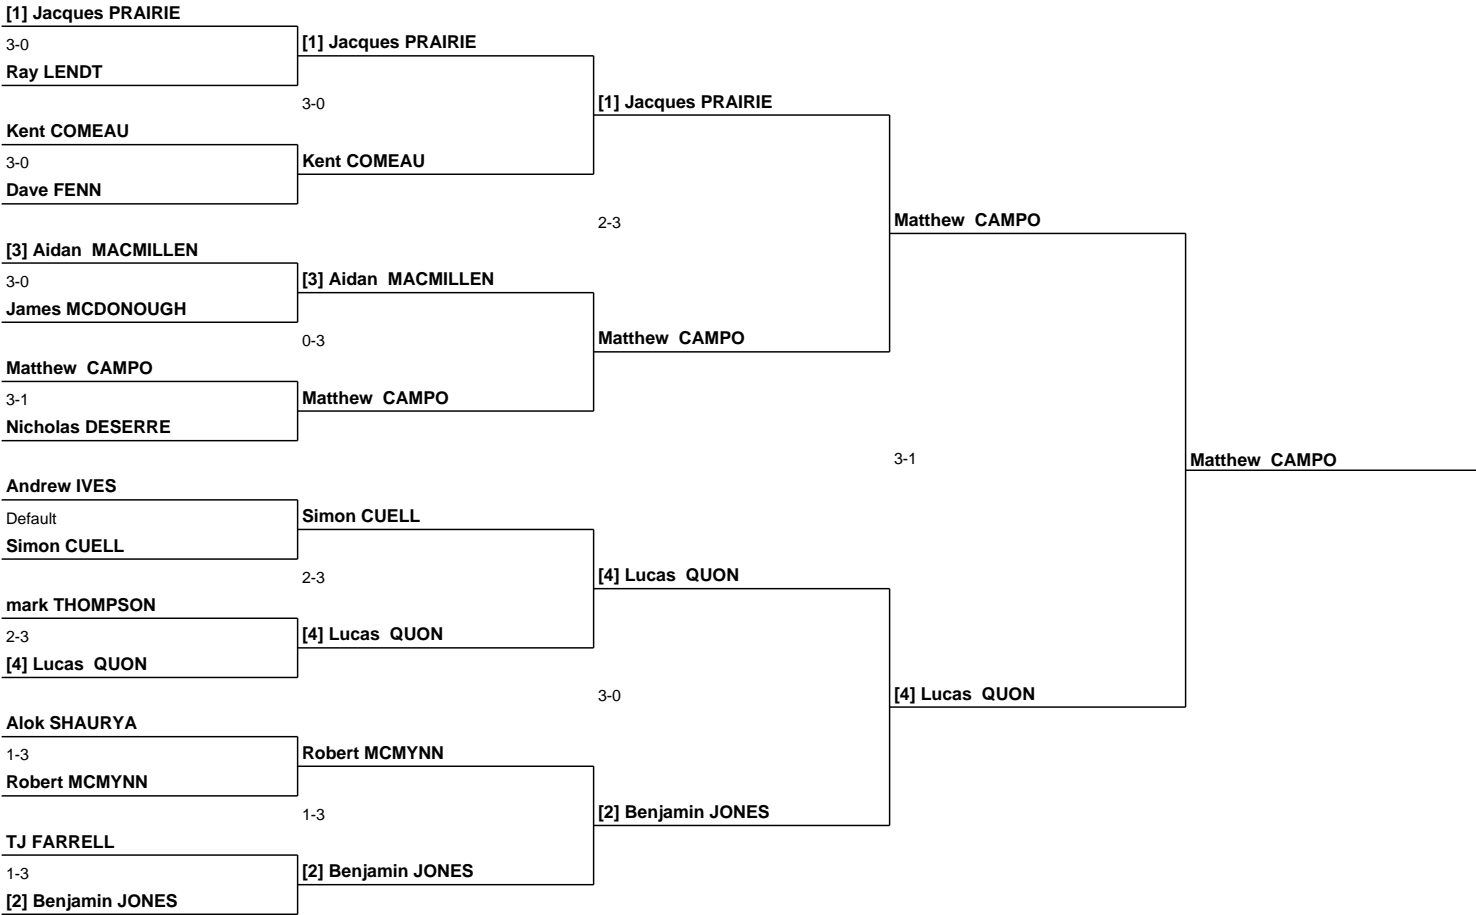 [1] Jacques PRAIRIE
3-0
Ray LENDT
Kent COMEAU
3-0
Dave FENN
[3] Aidan MACMILLEN
3-0
James MCDONOUGH
Matthew CAMPO
3-1
Nicholas DESERRE
Andrew IVES
Default
Simon CUELL
mark THOMPSON
2-3
[4] Lucas QUON
Alok SHAURYA
1-3
Robert MCMYNN
TJ FARRELL
1-3
[2] Benjamin JONES
[1] Jacques PRAIRIE
3-0
Kent COMEAU
[3] Aidan MACMILLEN
0-3
Matthew CAMPO
Simon CUELL
2-3
[4] Lucas QUON
Robert MCMYNN
1-3
[2] Benjamin JONES
[1] Jacques PRAIRIE
2-3
Matthew CAMPO
[4] Lucas QUON
3-0
[2] Benjamin JONES
Matthew CAMPO
3-1
[4] Lucas QUON
Matthew CAMPO